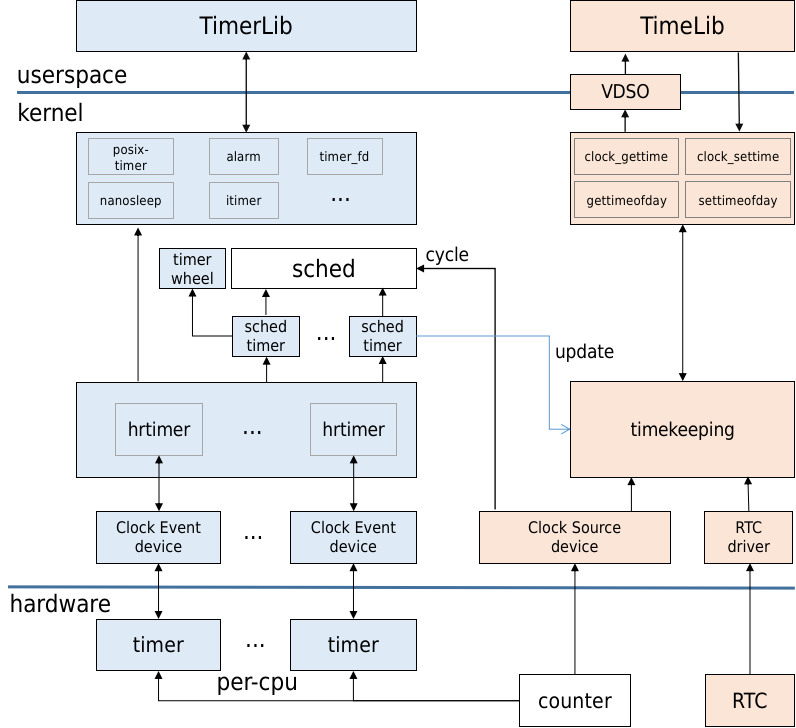 TimerLib
TimeLib
userspace
VDSO
kernel
posix-
timer
alarm
timer_fd
clock_gettime
clock_settime
nanosleep
itimer
...
gettimeofday
settimeofday
timer
wheel
sched
cycle
sched
timer
...
sched
timer
update
hrtimer
...
hrtimer
timekeeping
Clock Event
device
...
Clock Event
device
Clock Source
device
RTC
driver
hardware
timer
...
timer
per-cpu
counter
RTC